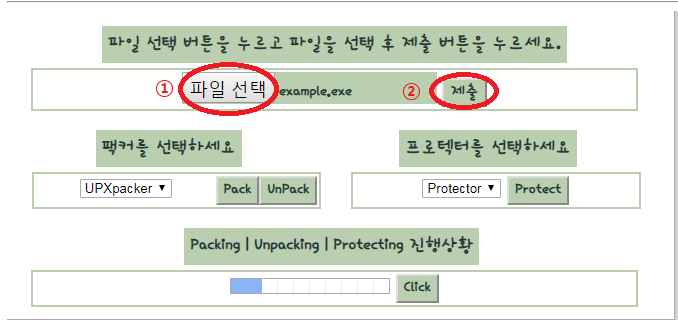 파일 선택 버튼을 누르고 파일을 선택 후 제출 버튼을 누르세요.
① 파일 선택 example.exe ② 제출
팩커를 선택하세요 프로텍터를 선택하세요
UPXpacker Pack UnPack Protector Protect
Packing | Unpacking | Protecting 진행상황
Click